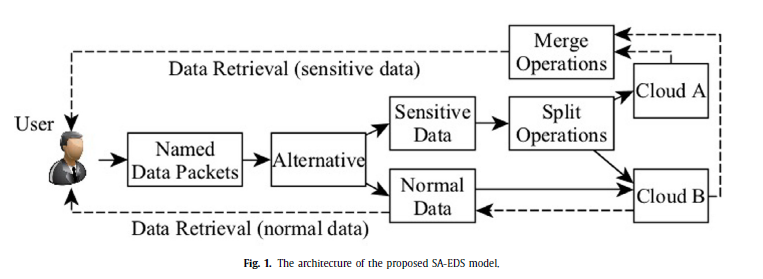 Merge
Operations
Data Retrieval (sensitive data)
Cloud A
User
Sensitive
Data
Split
Operations
Named
Data Packets
Alternative
Normal
Data
Cloud B
Data Retrieval (normal data)
Fig. 1. The architecture of the proposed SA-EDS model.